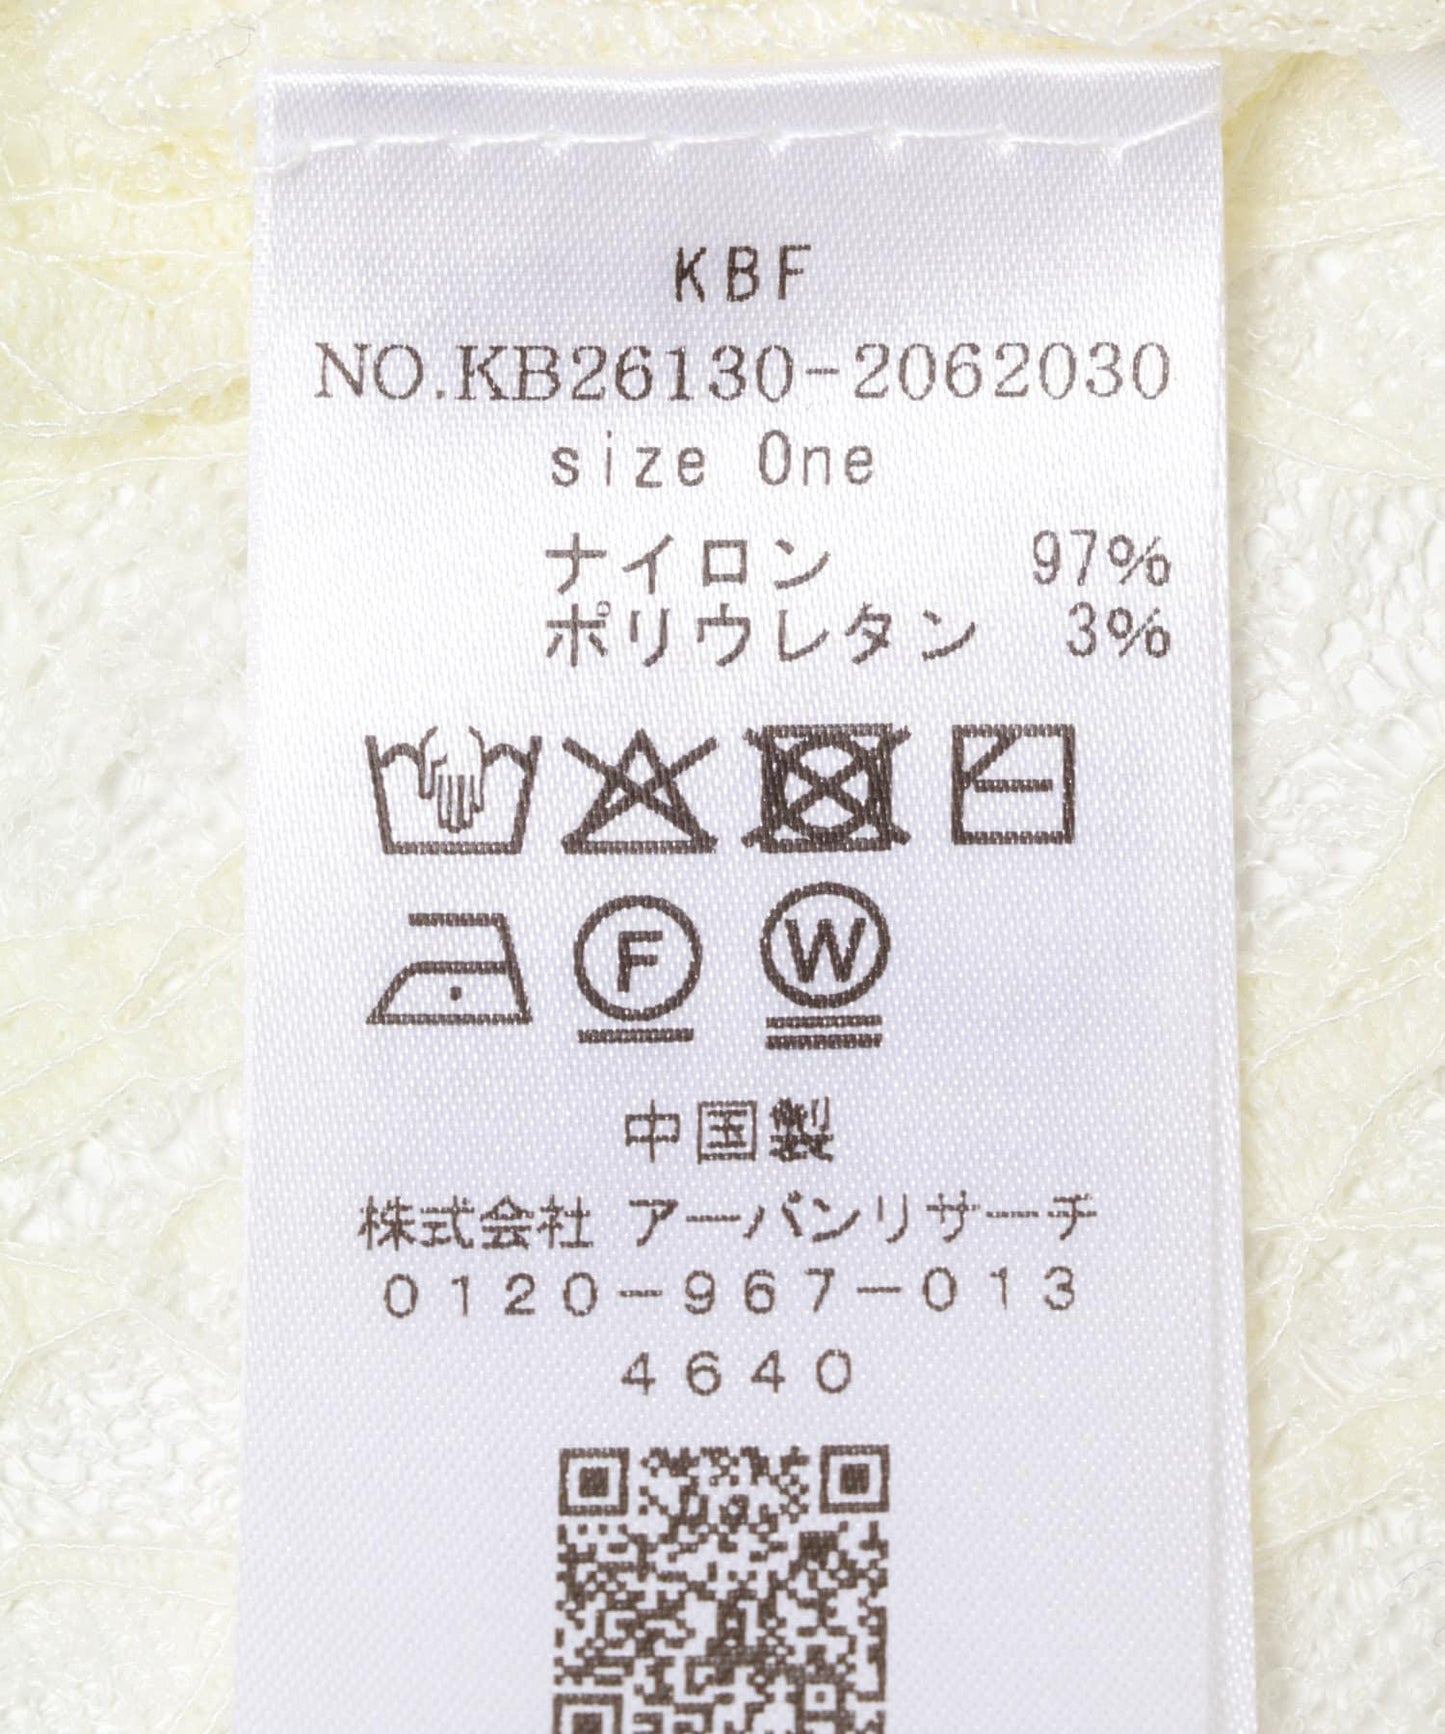 KBF
NO.KB26130-2062030
size One
ナイロン 97%
ポリウレタン 3%
F W
中国製
株式会社 アーバンリサーチ
0120-967-013
4640